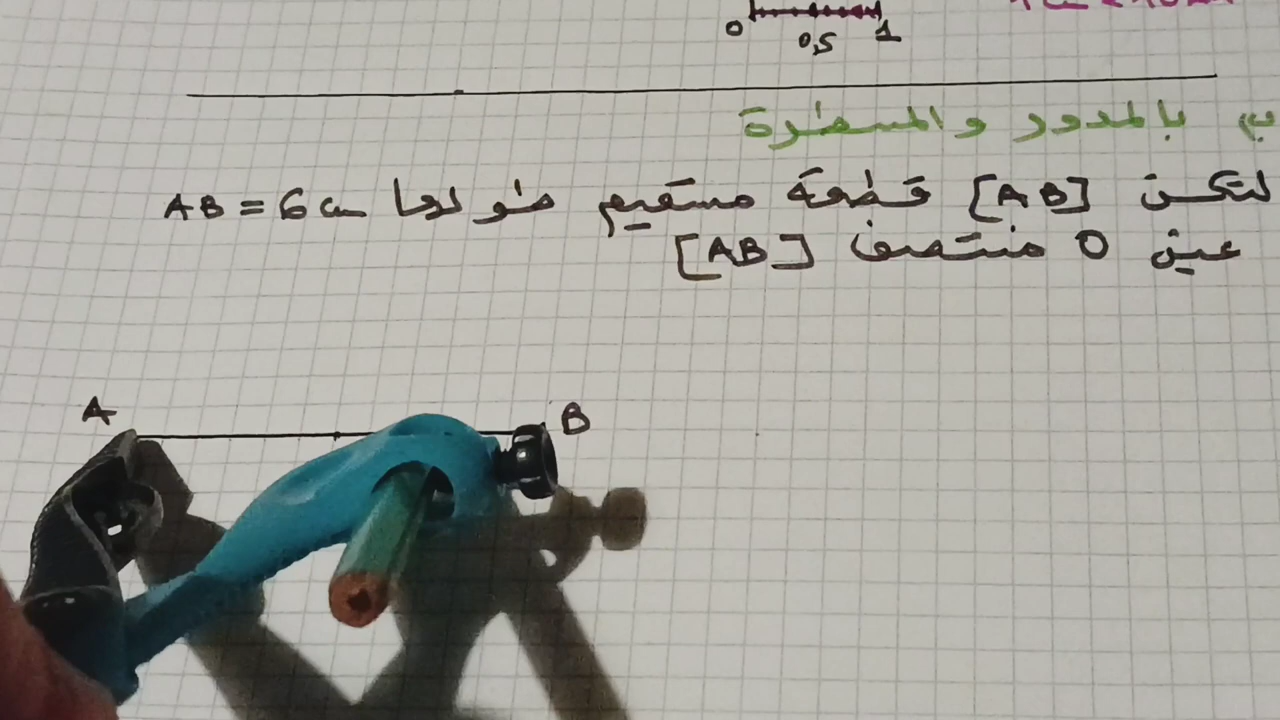 0 0,5 1
ب بالمدور والمسطرة
لتكن [AB] قطعة مستقيم طولها AB = 6 cm
عين O منتصف [AB]
A B